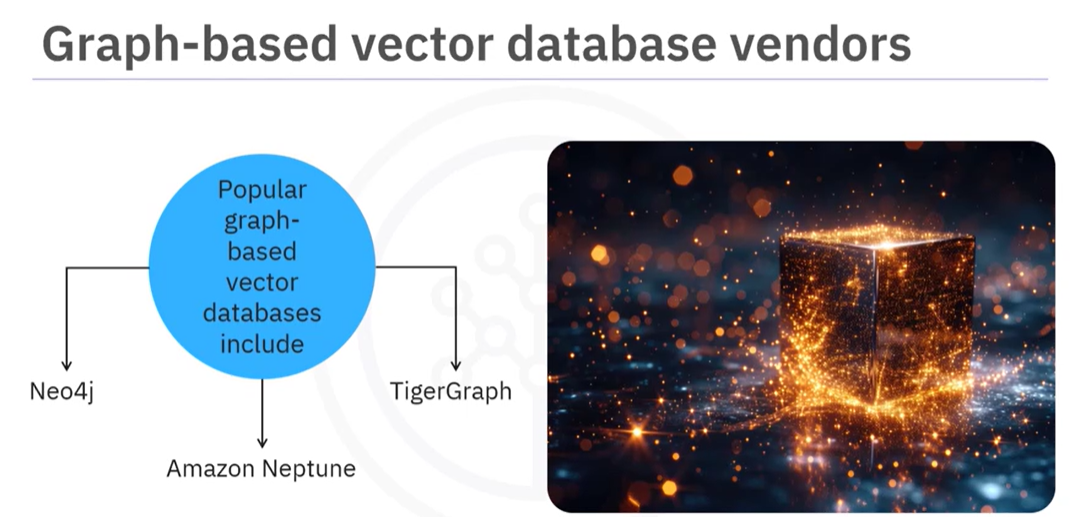 Graph-based vector database vendors
Popular
graph-
based
vector
databases
include
Neo4j
TigerGraph
Amazon Neptune